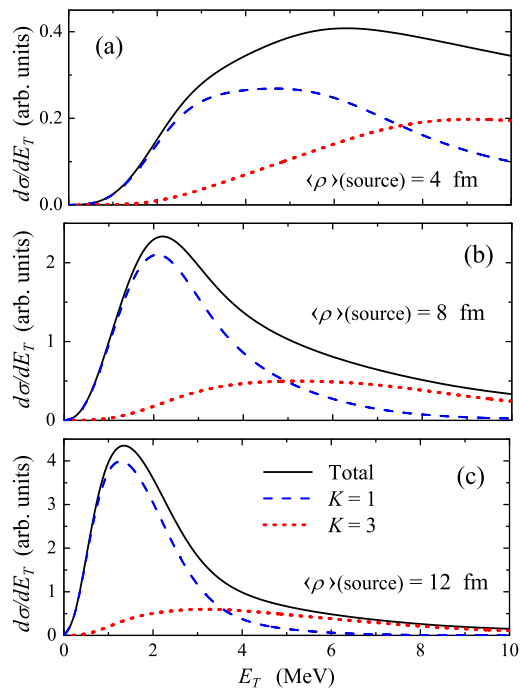 (a)
0.4
0.2
0.0
dσ/dE_T (arb. units)
⟨ρ⟩(source) = 4 fm
(b)
2
1
0
dσ/dE_T (arb. units)
⟨ρ⟩(source) = 8 fm
(c)
4
3
2
1
0
dσ/dE_T (arb. units)
Total
K = 1
K = 3
⟨ρ⟩(source) = 12 fm
0 2 4 6 8 10
E_T (MeV)